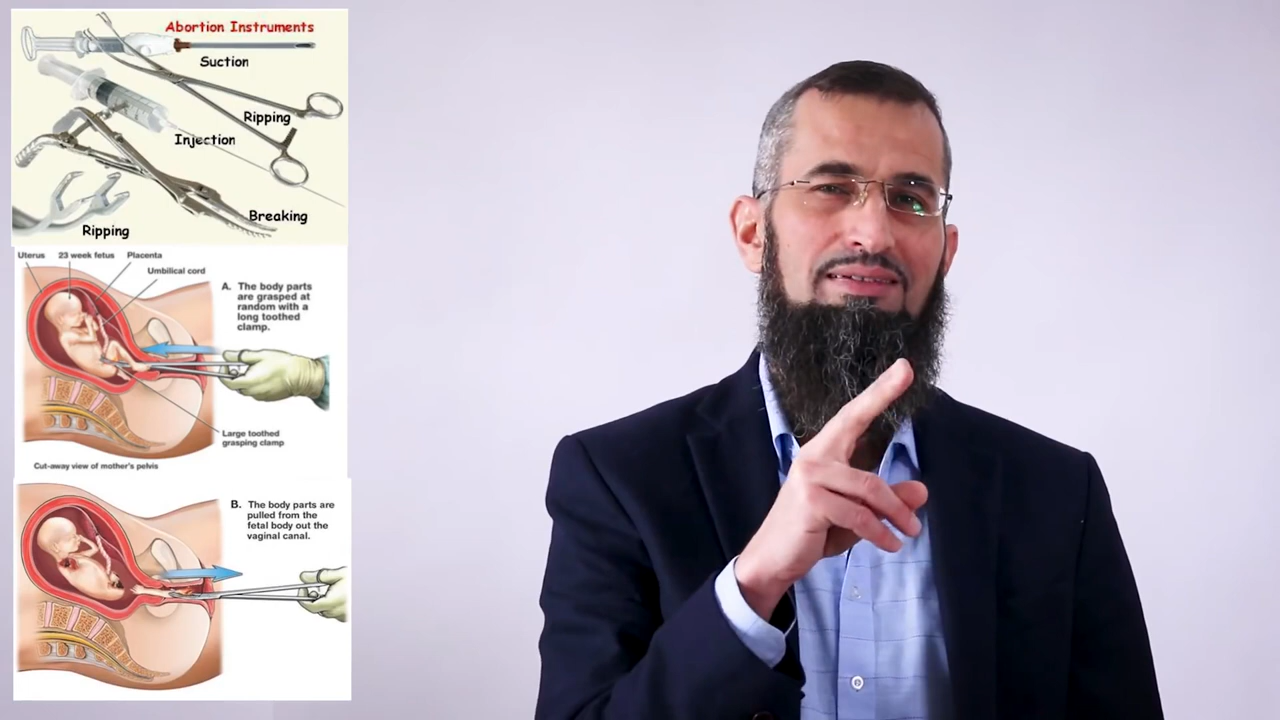 Abortion Instruments
Suction
Ripping
Injection
Breaking
Ripping
Uterus 23 week fetus Placenta
Umbilical cord
A. The body parts
are grasped at
random with a
long toothed
clamp.
Large toothed
grasping clamp
Cut-away view of mother's pelvis
B. The body parts are
pulled from the
fetal body out the
vaginal canal.